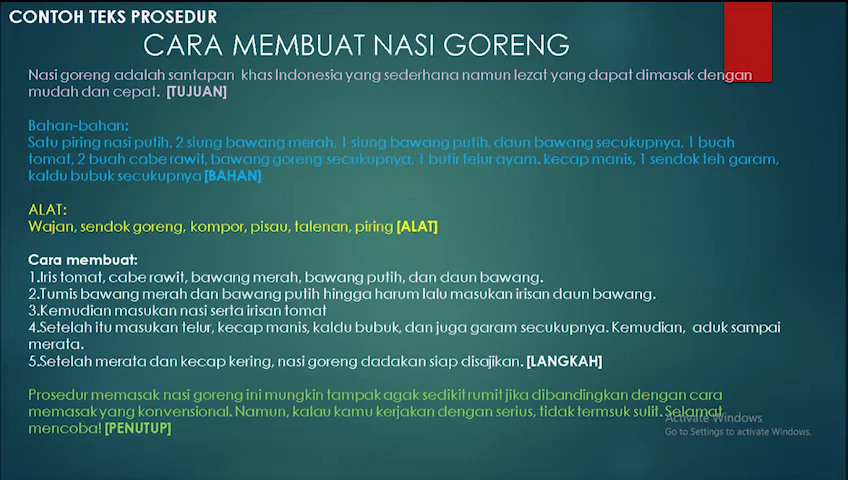 CONTOH TEKS PROSEDUR
CARA MEMBUAT NASI GORENG
Nasi goreng adalah santapan khas Indonesia yang sederhana namun lezat yang dapat dimasak dengan
mudah dan cepat. [TUJUAN]
Bahan-bahan:
Satu piring nasi putih, 2 siung bawang merah, 1 siung bawang putih, daun bawang secukupnya, 1 buah
tomat, 2 buah cabe rawit, bawang goreng secukupnya, 1 butir telur ayam. kecap manis, 1 sendok teh garam,
kaldu bubuk secukupnya [BAHAN]
ALAT:
Wajan, sendok goreng, kompor, pisau, talenan, piring [ALAT]
Cara membuat:
1.Iris tomat, cabe rawit, bawang merah, bawang putih, dan daun bawang.
2.Tumis bawang merah dan bawang putih hingga harum lalu masukan irisan daun bawang.
3.Kemudian masukan nasi serta irisan tomat
4.Setelah itu masukan telur, kecap manis, kaldu bubuk, dan juga garam secukupnya. Kemudian, aduk sampai
merata.
5.Setelah merata dan kecap kering, nasi goreng dadakan siap disajikan. [LANGKAH]
Prosedur memasak nasi goreng ini mungkin tampak agak sedikit rumit jika dibandingkan dengan cara
memasak yang konvensional. Namun, kalau kamu kerjakan dengan serius, tidak termsuk sulit. Selamat
mencoba! [PENUTUP]
Activate Windows
Go to Settings to activate Windows.